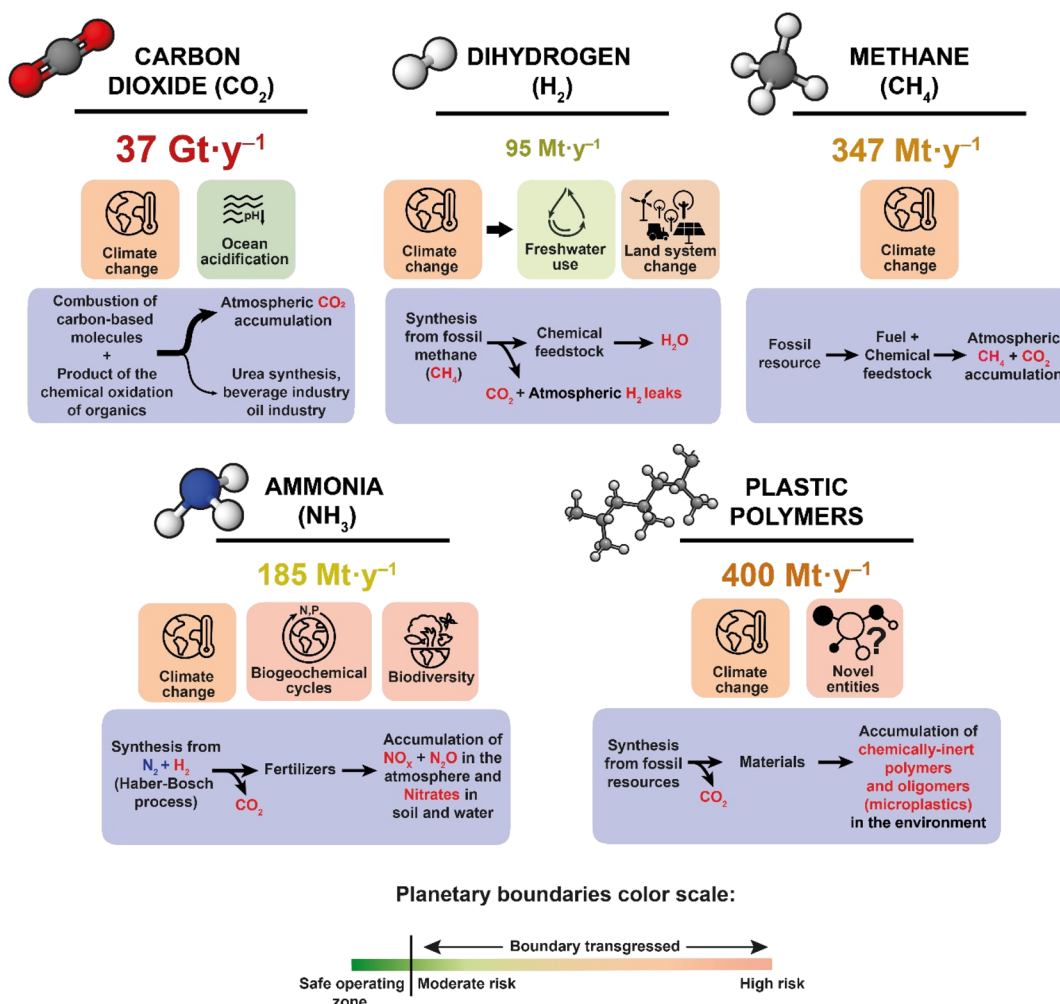 CARBON
DIOXIDE (CO₂)
37 Gt·y⁻¹
Climate
change
pH↓
Ocean
acidification
Combustion of
carbon-based
molecules
+
Product of the
chemical oxidation
of organics
Atmospheric CO₂
accumulation
Urea synthesis,
beverage industry
oil industry
DIHYDROGEN
(H₂)
95 Mt·y⁻¹
Climate
change
Freshwater
use
Land system
change
Synthesis
from fossil
methane
(CH₄)
Chemical
feedstock
H₂O
CO₂ + Atmospheric H₂ leaks
METHANE
(CH₄)
347 Mt·y⁻¹
Climate
change
Fossil
resource
Fuel +
Chemical
feedstock
Atmospheric
CH₄ + CO₂
accumulation
AMMONIA
(NH₃)
185 Mt·y⁻¹
Climate
change
N,P
Biogeochemical
cycles
Biodiversity
Synthesis from
N₂ + H₂
(Haber-Bosch
process)
CO₂
Fertilizers
Accumulation of
NOₓ + N₂O in the
atmosphere and
Nitrates in
soil and water
PLASTIC
POLYMERS
400 Mt·y⁻¹
Climate
change
?
Novel
entities
Synthesis
from fossil
resources
CO₂
Materials
Accumulation of
chemically-inert
polymers
and oligomers
(microplastics)
in the environment
Planetary boundaries color scale:
Boundary transgressed
Safe operating
zone
Moderate risk
High risk